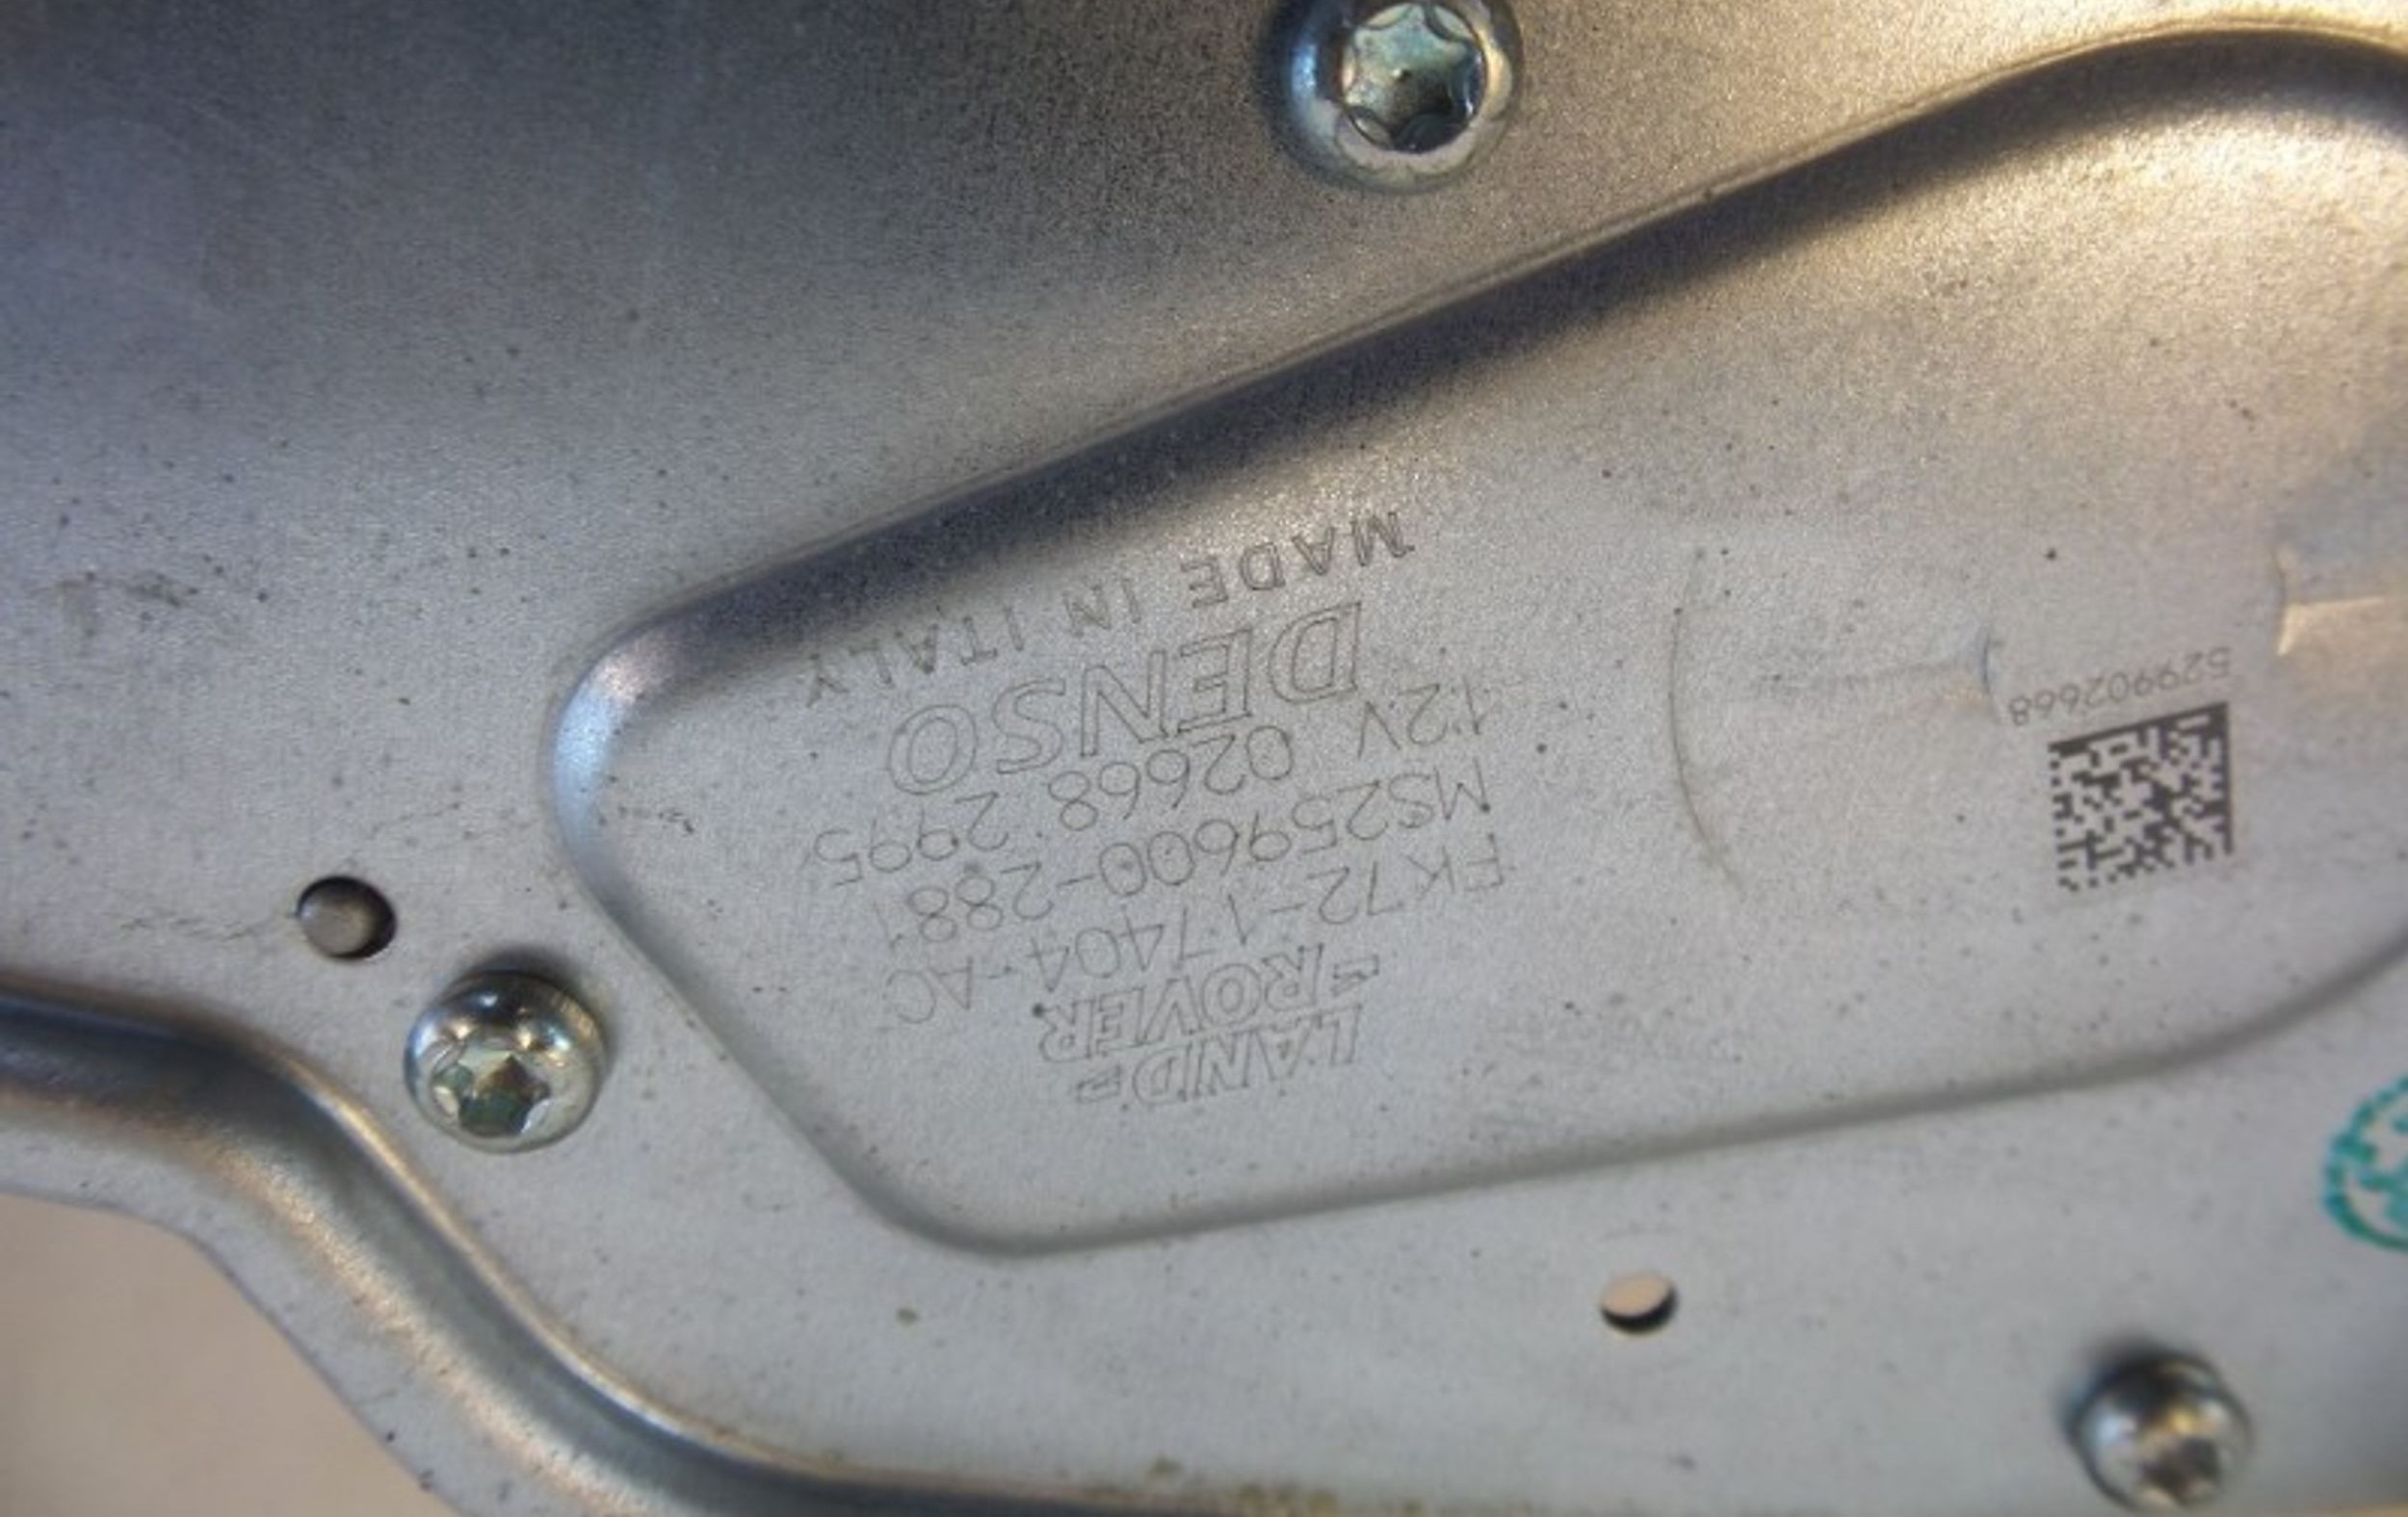 LAND
ROVER
FK72-17404-AC
MS259600-2881
12V 02668 2995
DENSO
MADE IN ITALY
529902668